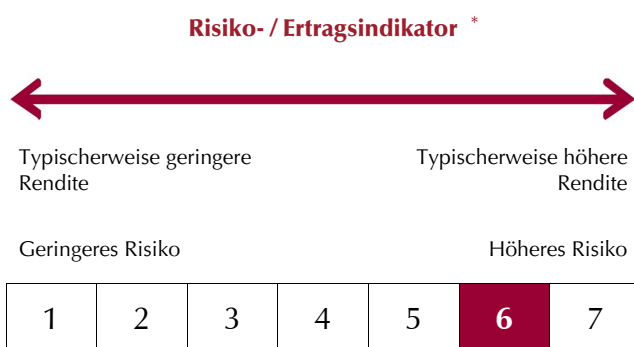 Risiko- / Ertragsindikator *
Typischerweise geringere Rendite
Typischerweise höhere Rendite
Geringeres Risiko
Höheres Risiko
1 2 3 4 5 6 7